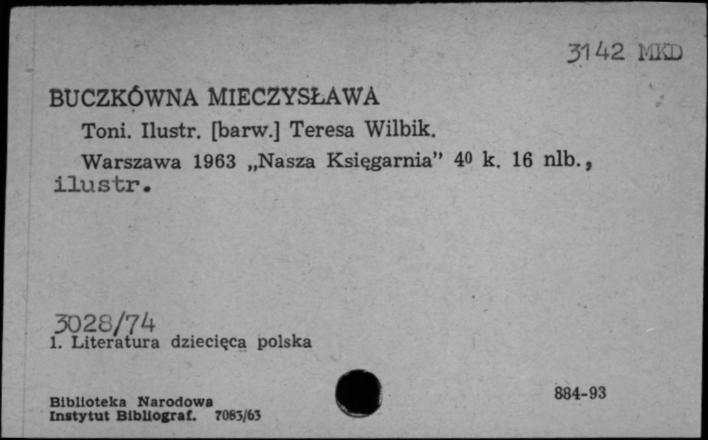 3142 MKD
BUCZKÓWNA MIECZYSŁAWA
Toni. Ilustr. [barw.] Teresa Wilbik.
Warszawa 1963 „Nasza Księgarnia” 4⁰ k. 16 nlb.,
ilustr.
3028/74
1. Literatura dziecięca polska
Biblioteka Narodowa
Instytut Bibliograf. 7083/63
884-93